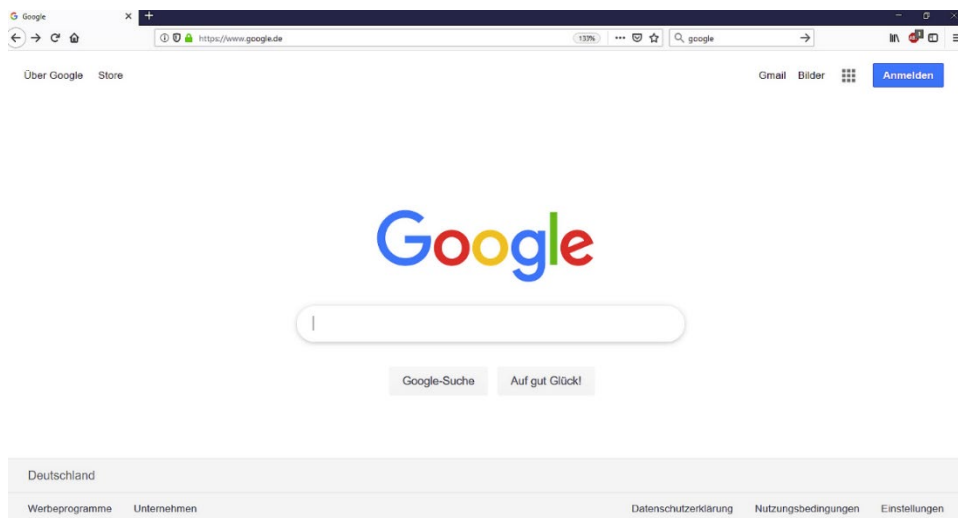 Google
https://www.google.de 133% google
Über Google Store Gmail Bilder Anmelden
Google
Google-Suche Auf gut Glück!
Deutschland
Werbeprogramme Unternehmen Datenschutzerklärung Nutzungsbedingungen Einstellungen